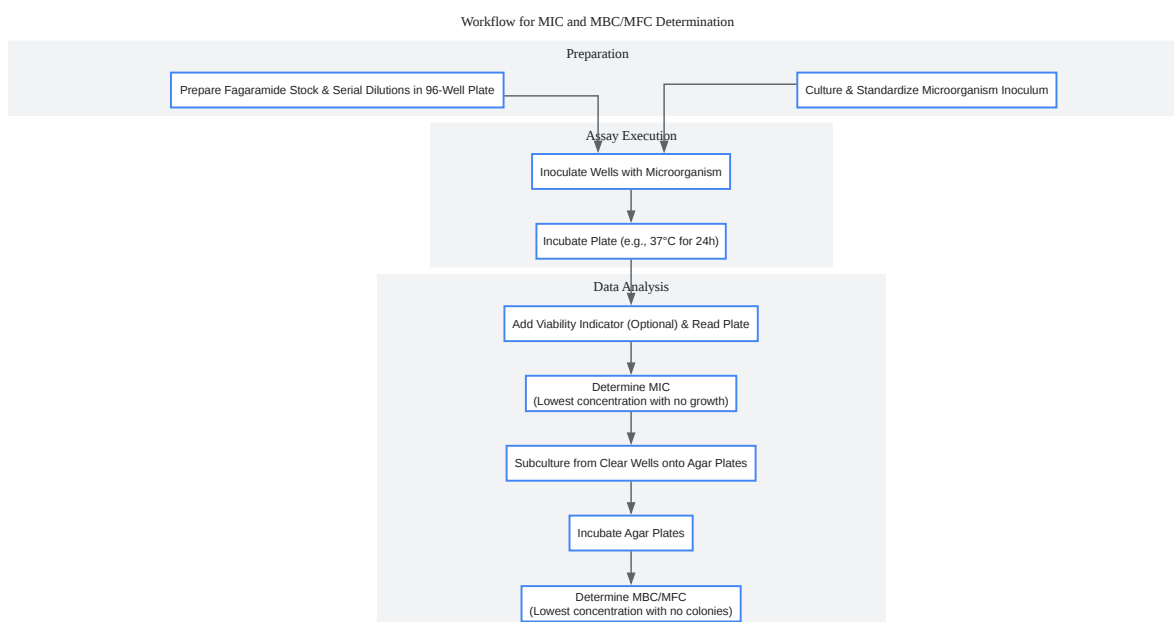 Workflow for MIC and MBC/MFC Determination
Preparation
Prepare Fagaramide Stock & Serial Dilutions in 96-Well Plate
Culture & Standardize Microorganism Inoculum
Assay Execution
Inoculate Wells with Microorganism
Incubate Plate (e.g., 37°C for 24h)
Data Analysis
Add Viability Indicator (Optional) & Read Plate
Determine MIC
(Lowest concentration with no growth)
Subculture from Clear Wells onto Agar Plates
Incubate Agar Plates
Determine MBC/MFC
(Lowest concentration with no colonies)